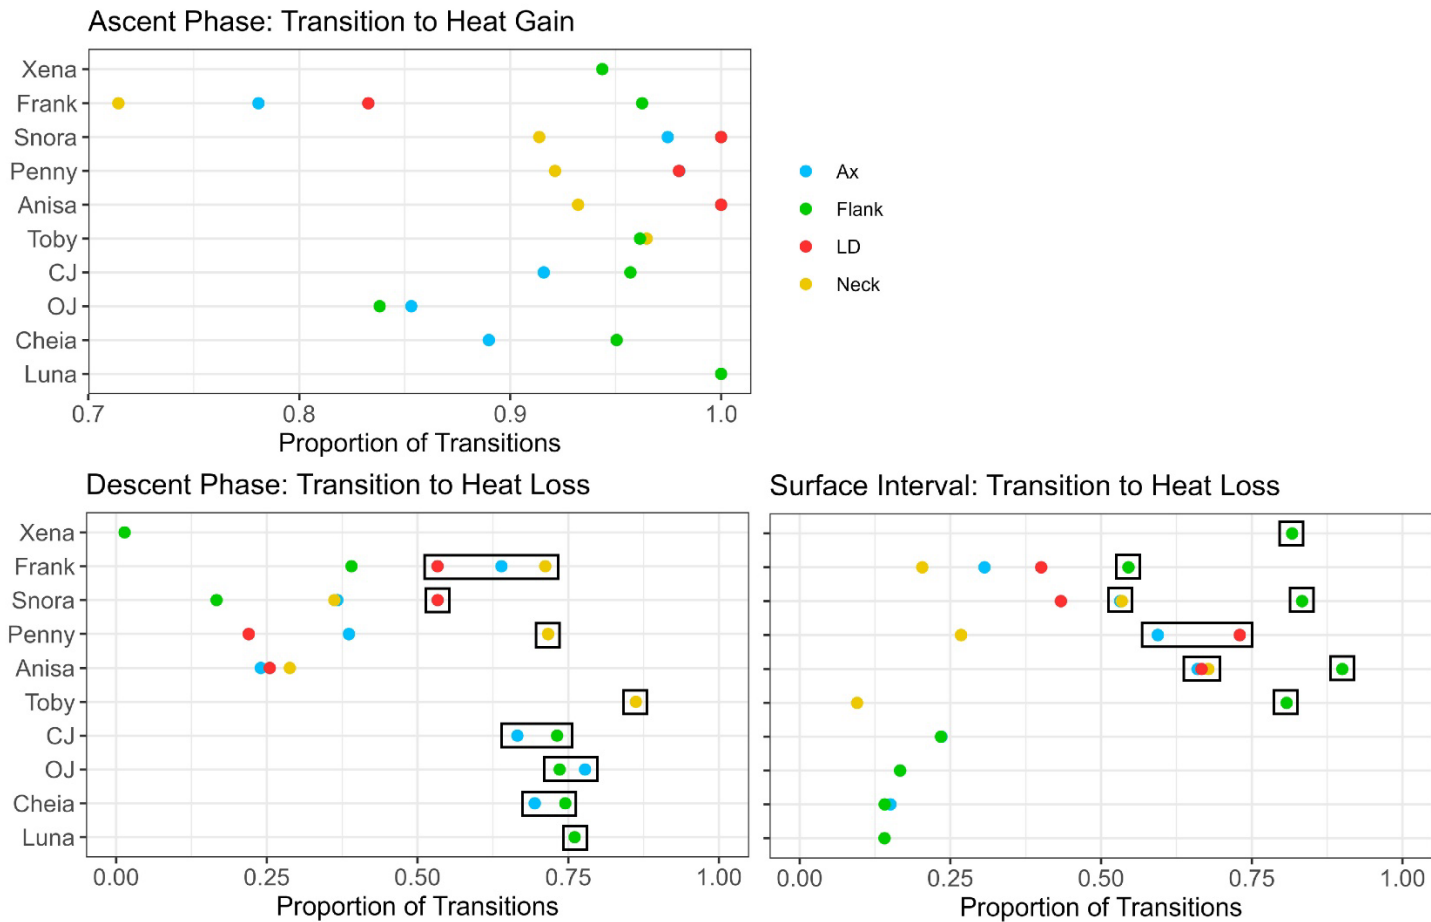 Ascent Phase: Transition to Heat Gain
Xena
Frank
Snora
Penny
Anisa
Toby
CJ
OJ
Cheia
Luna
0.7 0.8 0.9 1.0
Proportion of Transitions
Ax
Flank
LD
Neck
Descent Phase: Transition to Heat Loss
Xena
Frank
Snora
Penny
Anisa
Toby
CJ
OJ
Cheia
Luna
0.00 0.25 0.50 0.75 1.00
Proportion of Transitions
Surface Interval: Transition to Heat Loss
0.00 0.25 0.50 0.75 1.00
Proportion of Transitions